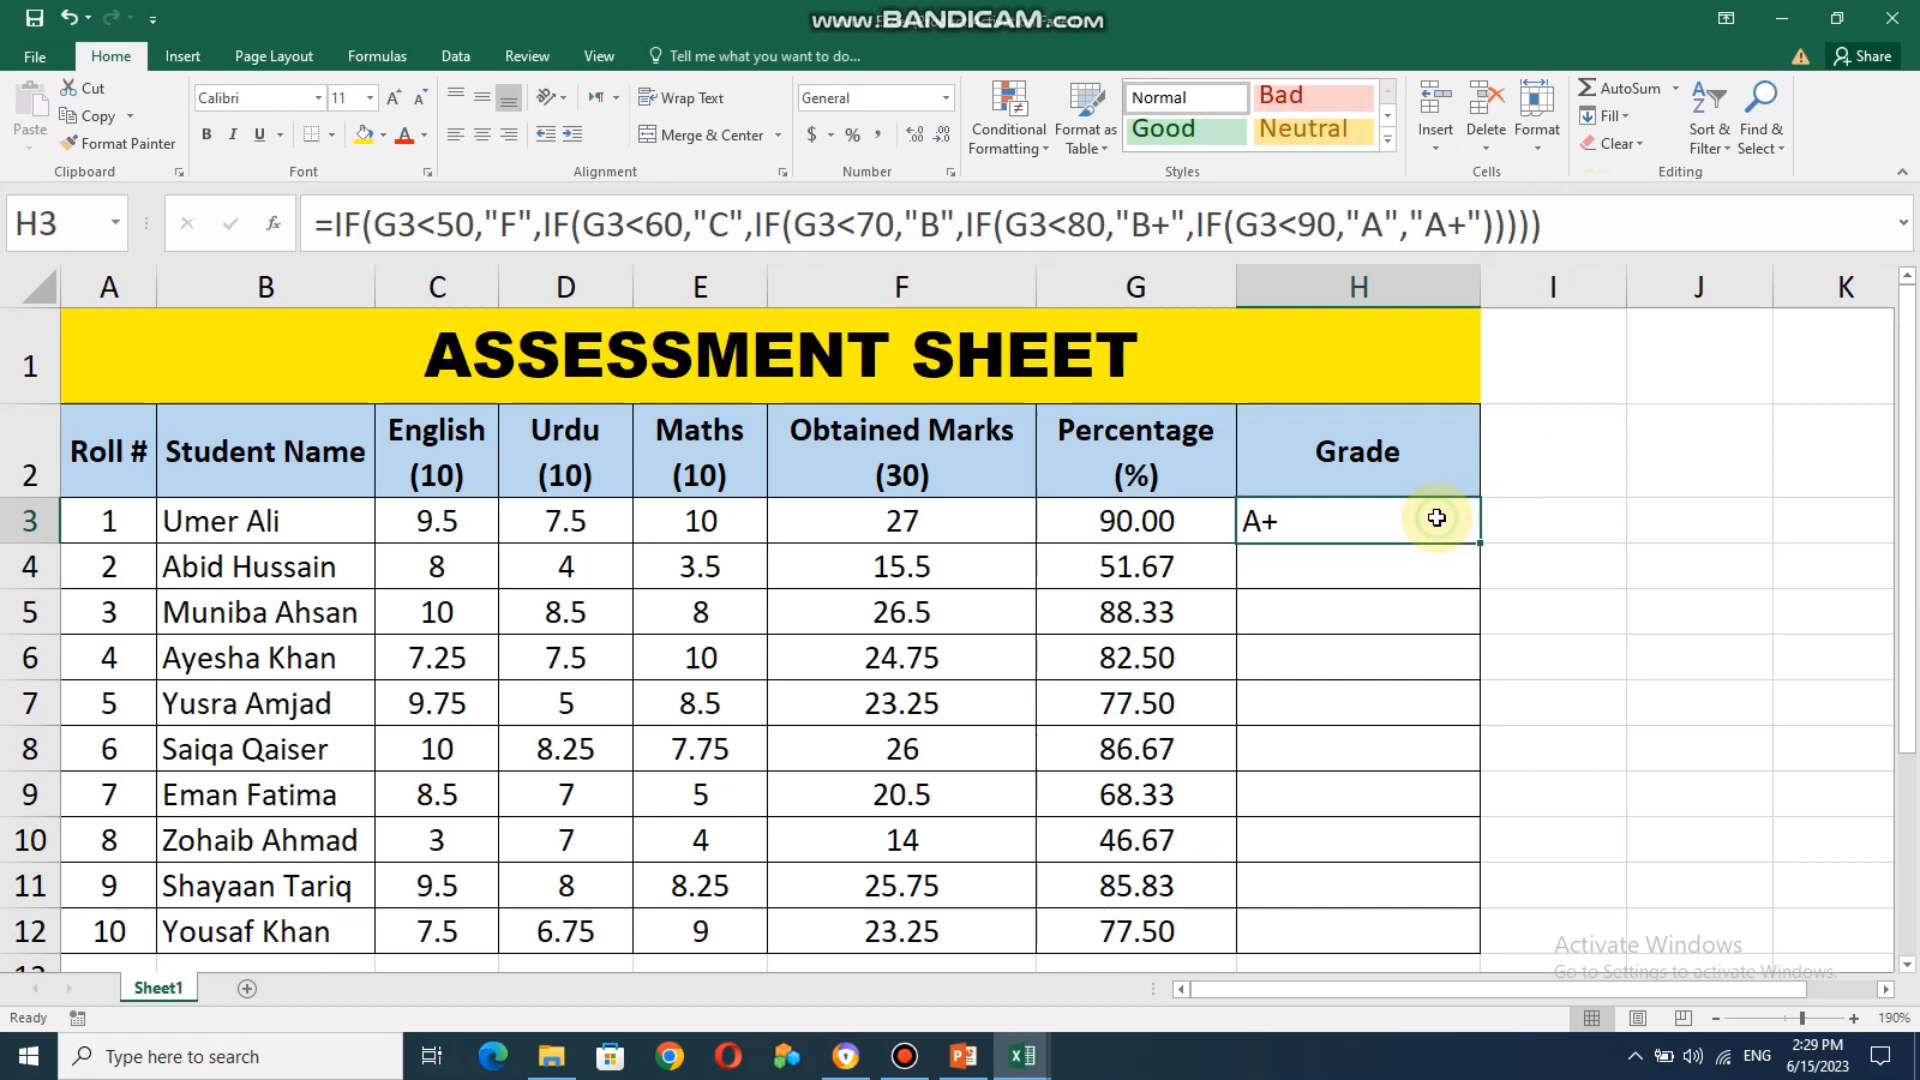 www.BANDICAM.com
File Home Insert Page Layout Formulas Data Review View Tell me what you want to do... Share
Paste
Cut
Copy
Format Painter
Clipboard
Calibri 11
B I U
Font
Wrap Text
Merge & Center
Alignment
General
$ % ,
Number
Conditional Formatting
Format as Table
Normal Bad
Good Neutral
Styles
Insert Delete Format
Cells
AutoSum
Fill
Clear
Sort & Filter
Find & Select
Editing
H3 fx =IF(G3<50,"F",IF(G3<60,"C",IF(G3<70,"B",IF(G3<80,"B+",IF(G3<90,"A","A+")))))
A B C D E F G H I J K
1 ASSESSMENT SHEET
2 Roll # Student Name English (10) Urdu (10) Maths (10) Obtained Marks (30) Percentage (%) Grade
3 1 Umer Ali 9.5 7.5 10 27 90.00 A+
4 2 Abid Hussain 8 4 3.5 15.5 51.67
5 3 Muniba Ahsan 10 8.5 8 26.5 88.33
6 4 Ayesha Khan 7.25 7.5 10 24.75 82.50
7 5 Yusra Amjad 9.75 5 8.5 23.25 77.50
8 6 Saiqa Qaiser 10 8.25 7.75 26 86.67
9 7 Eman Fatima 8.5 7 5 20.5 68.33
10 8 Zohaib Ahmad 3 7 4 14 46.67
11 9 Shayaan Tariq 9.5 8 8.25 25.75 85.83
12 10 Yousaf Khan 7.5 6.75 9 23.25 77.50
Activate Windows
Go to Settings to activate Windows.
Sheet1
Ready 190%
Type here to search
ENG
2:29 PM
6/15/2023